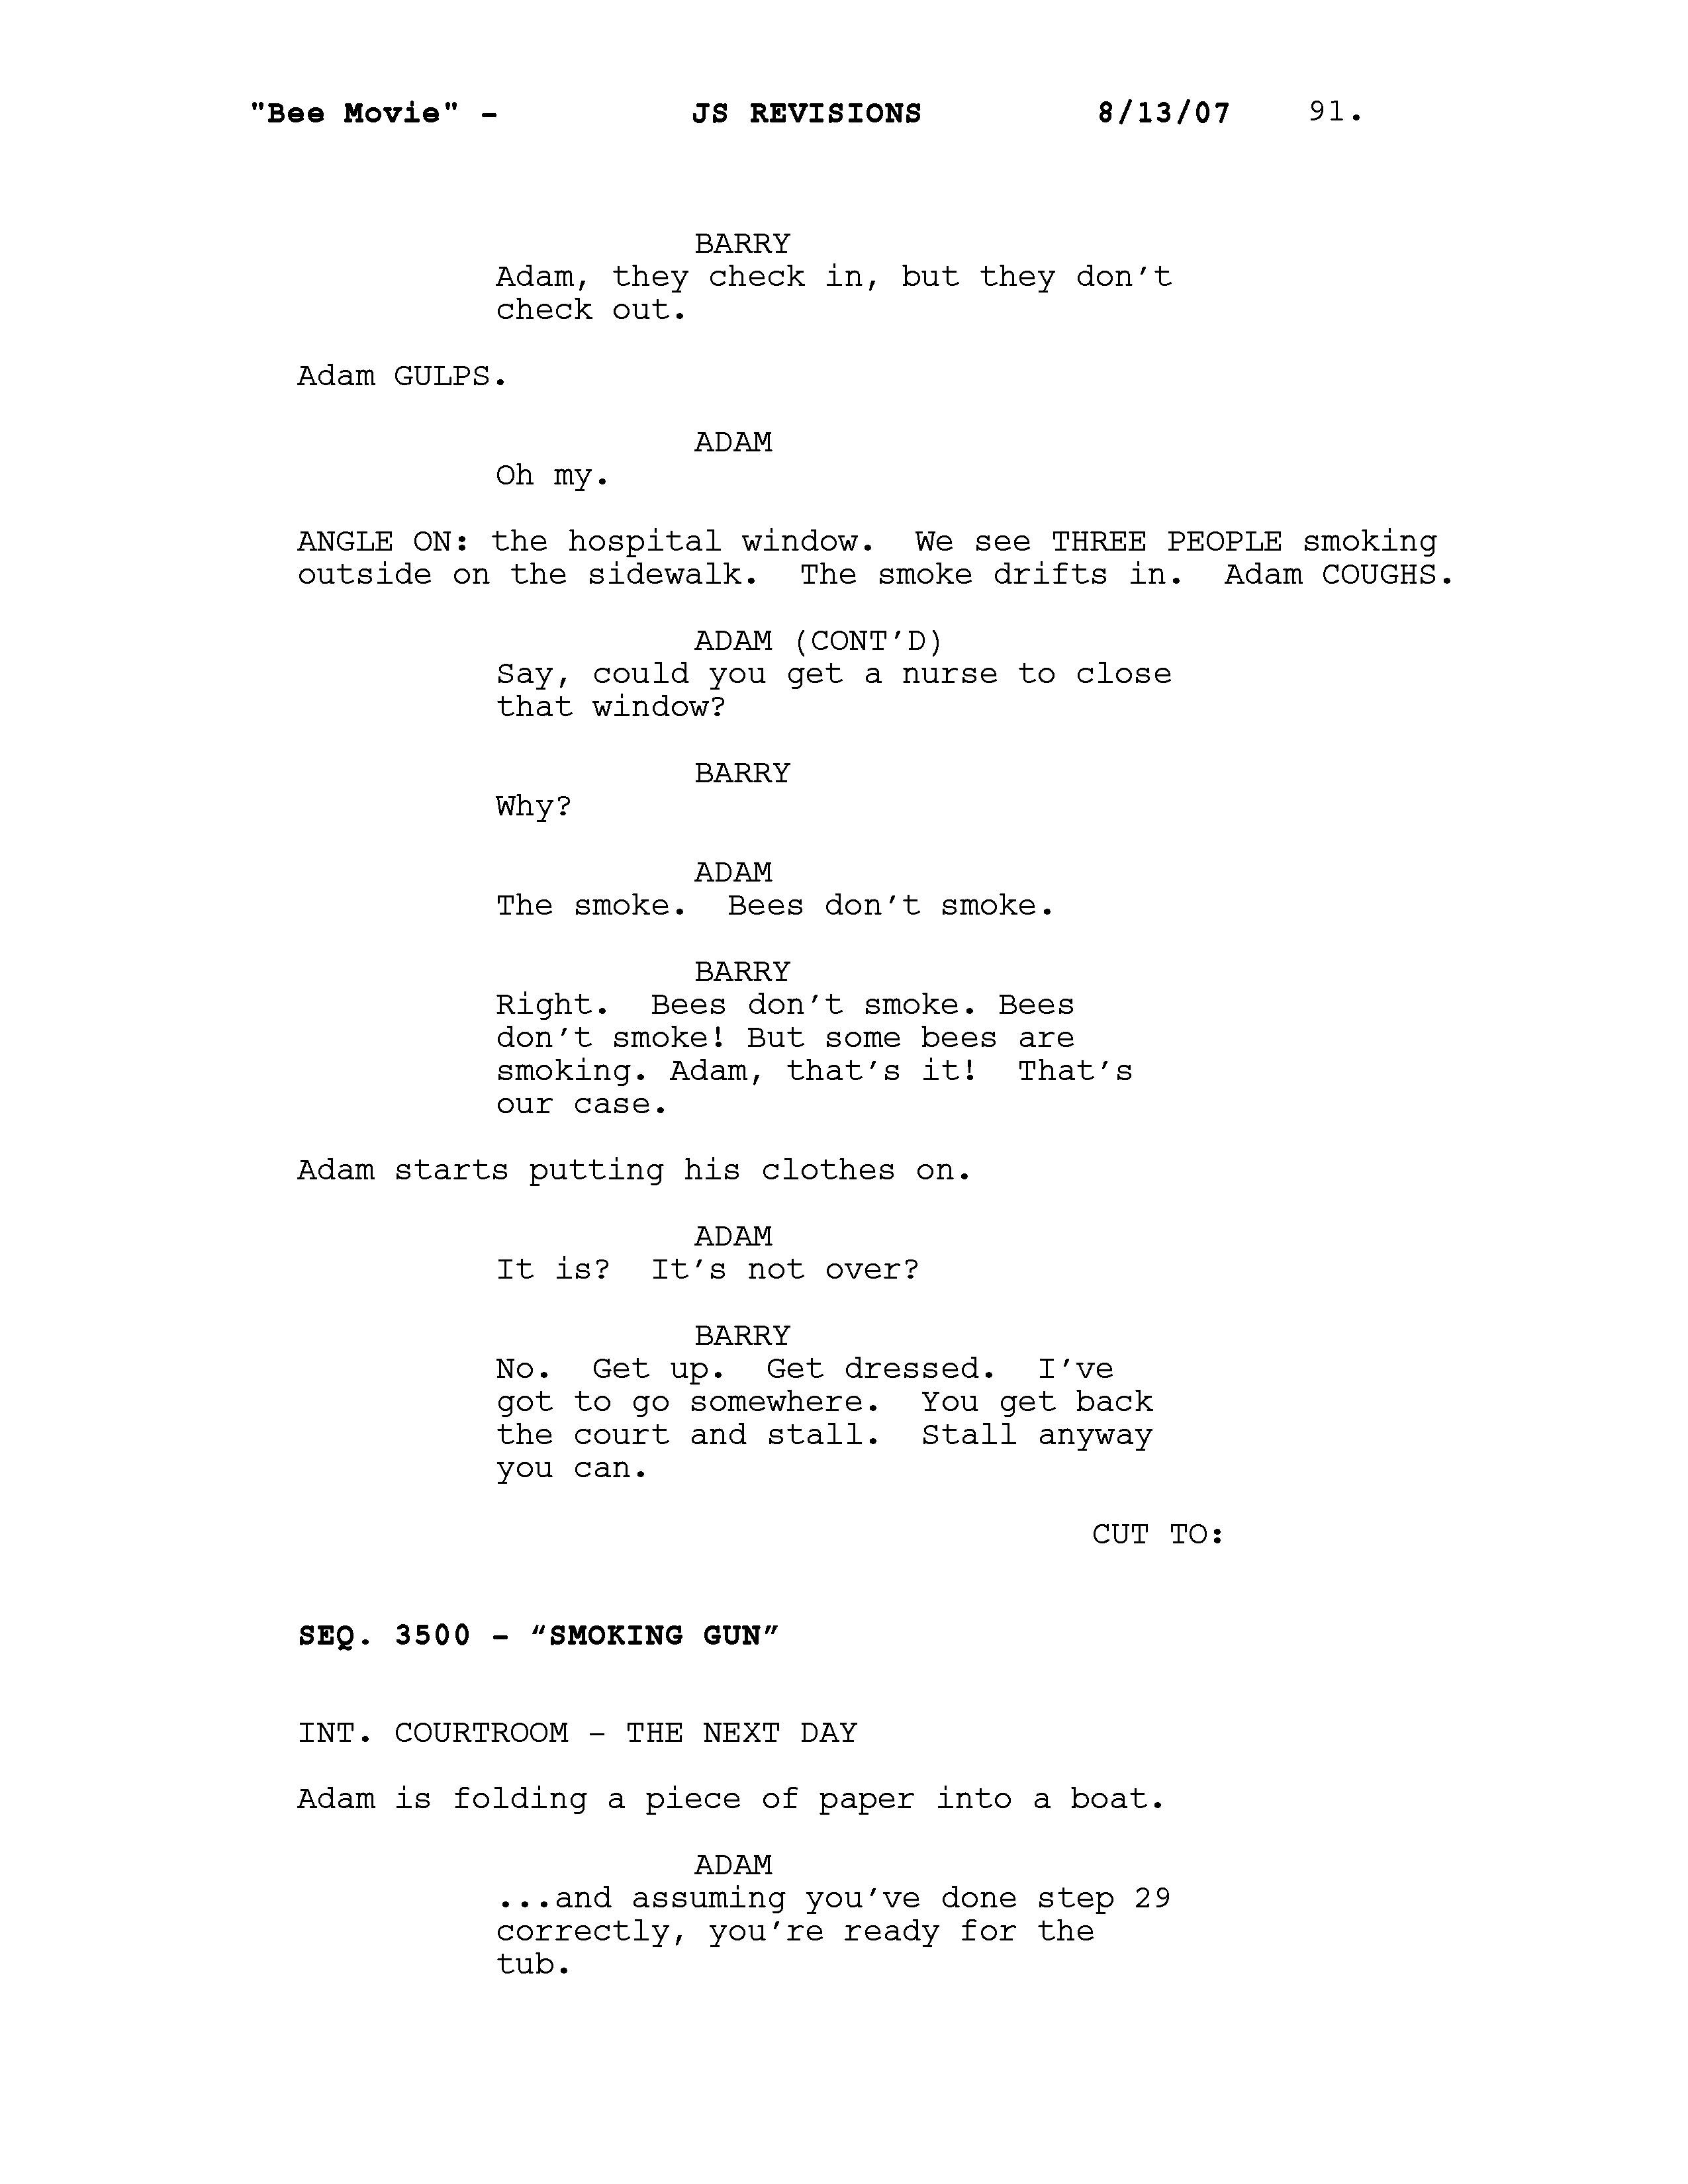 "Bee Movie" - JS REVISIONS 8/13/07 91.
BARRY
Adam, they check in, but they don’t
check out.
Adam GULPS.
ADAM
Oh my.
ANGLE ON: the hospital window.  We see THREE PEOPLE smoking
outside on the sidewalk.  The smoke drifts in.  Adam COUGHS.
ADAM (CONT’D)
Say, could you get a nurse to close
that window?
BARRY
Why?
ADAM
The smoke.  Bees don’t smoke.
BARRY
Right.  Bees don’t smoke. Bees
don’t smoke! But some bees are
smoking. Adam, that’s it!  That’s
our case.
Adam starts putting his clothes on.
ADAM
It is?  It’s not over?
BARRY
No.  Get up.  Get dressed.  I’ve
got to go somewhere.  You get back
the court and stall.  Stall anyway
you can.
CUT TO:
SEQ. 3500 - “SMOKING GUN”
INT. COURTROOM - THE NEXT DAY
Adam is folding a piece of paper into a boat.
ADAM
...and assuming you’ve done step 29
correctly, you’re ready for the
tub.